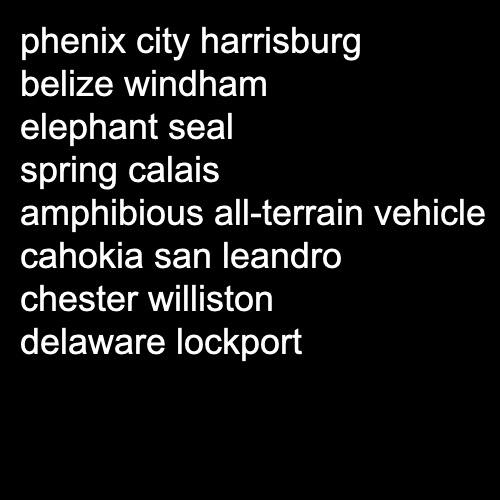 phenix city harrisburg
belize windham
elephant seal
spring calais
amphibious all-terrain vehicle
cahokia san leandro
chester williston
delaware lockport